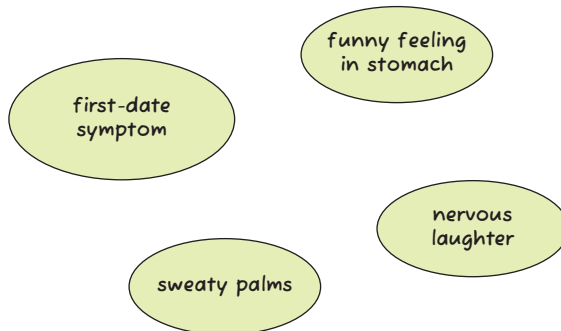 funny feeling
in stomach
first-date
symptom
nervous
laughter
sweaty palms